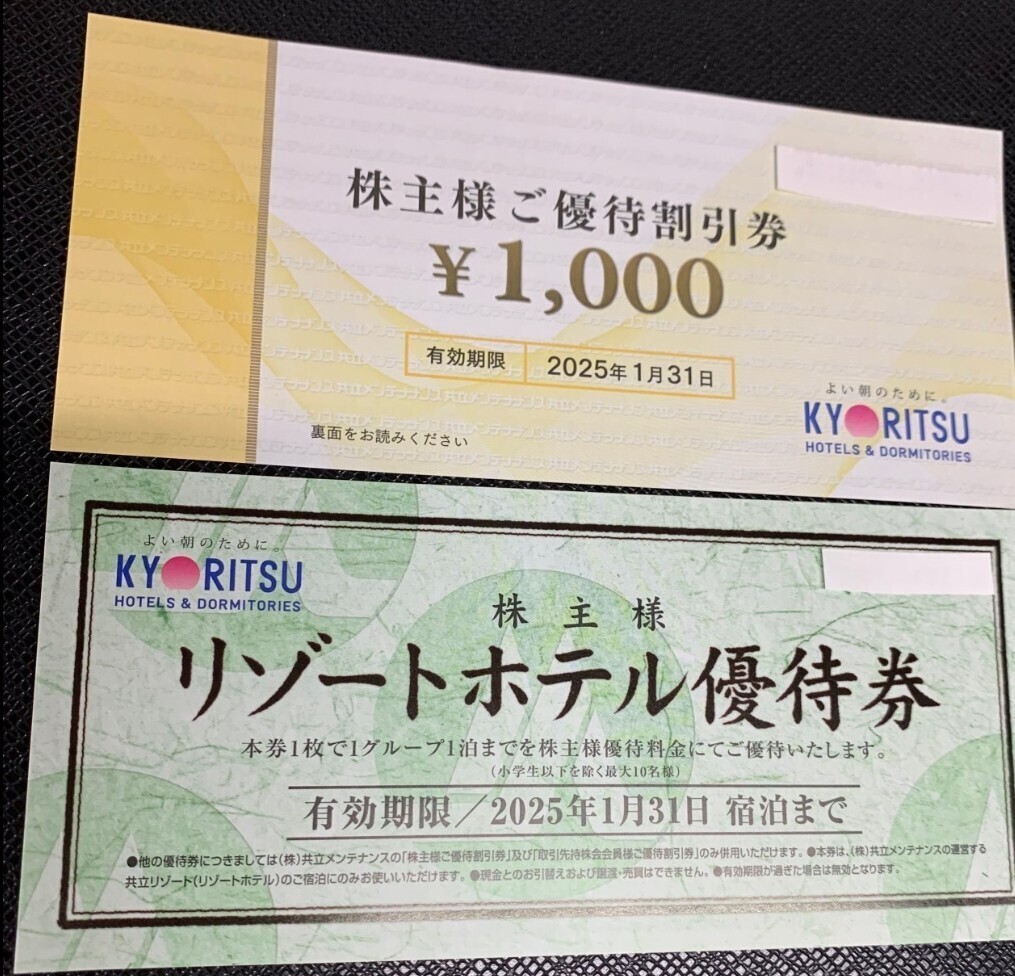 株主様ご優待割引券
¥1,000
有効期限 2025年1月31日
裏面をお読みください
よい朝のために。
KYORITSU
HOTELS & DORMITORIES
よい朝のために。
KYORITSU
HOTELS & DORMITORIES
株主様
リゾートホテル優待券
本券1枚で1グループ1泊までを株主様優待料金にてご優待いたします。
(小学生以下を除く最大10名様)
有効期限/2025年1月31日 宿泊まで
●他の優待券につきましては(株)共立メンテナンスの「株主様ご優待割引券」及び「取引先持株会会員様ご優待割引券」のみ併用いただけます。●本券は、(株)共立メンテナンスの運営する
共立リゾート(リゾートホテル)のご宿泊にのみお使いいただけます。●現金とのお引替えおよび譲渡・売買はできません。●有効期限が過ぎた場合は無効となります。